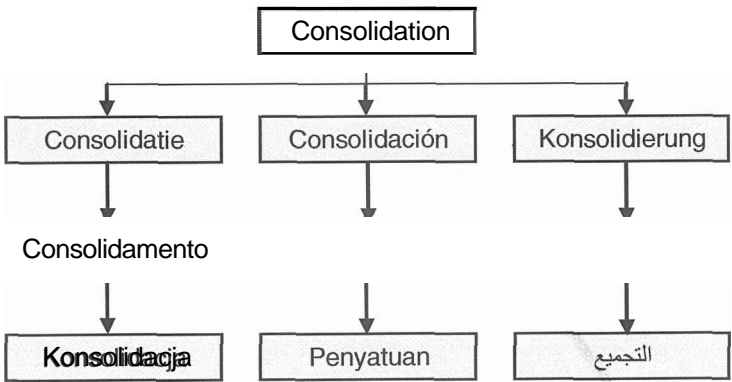 Consolidation
Consolidatie
Consolidación
Konsolidierung
Consolidamento
Konsolidacja
Penyatuan
التجميع